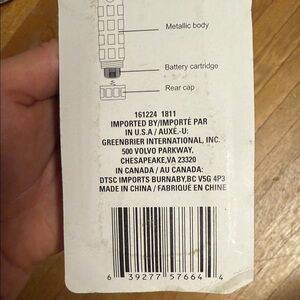 Metallic body
Battery cartridge
Rear cap
161224 1811
IMPORTED BY/IMPORTÉ PAR
IN U.S.A / AUXÉ.-U:
GREENBRIER INTERNATIONAL, INC.
500 VOLVO PARKWAY,
CHESAPEAKE,VA 23320
IN CANADA / AU CANADA:
DTSC IMPORTS BURNABY,BC V5G 4P3
MADE IN CHINA / FABRIQUÉ EN CHINE
6 39277 57664 4